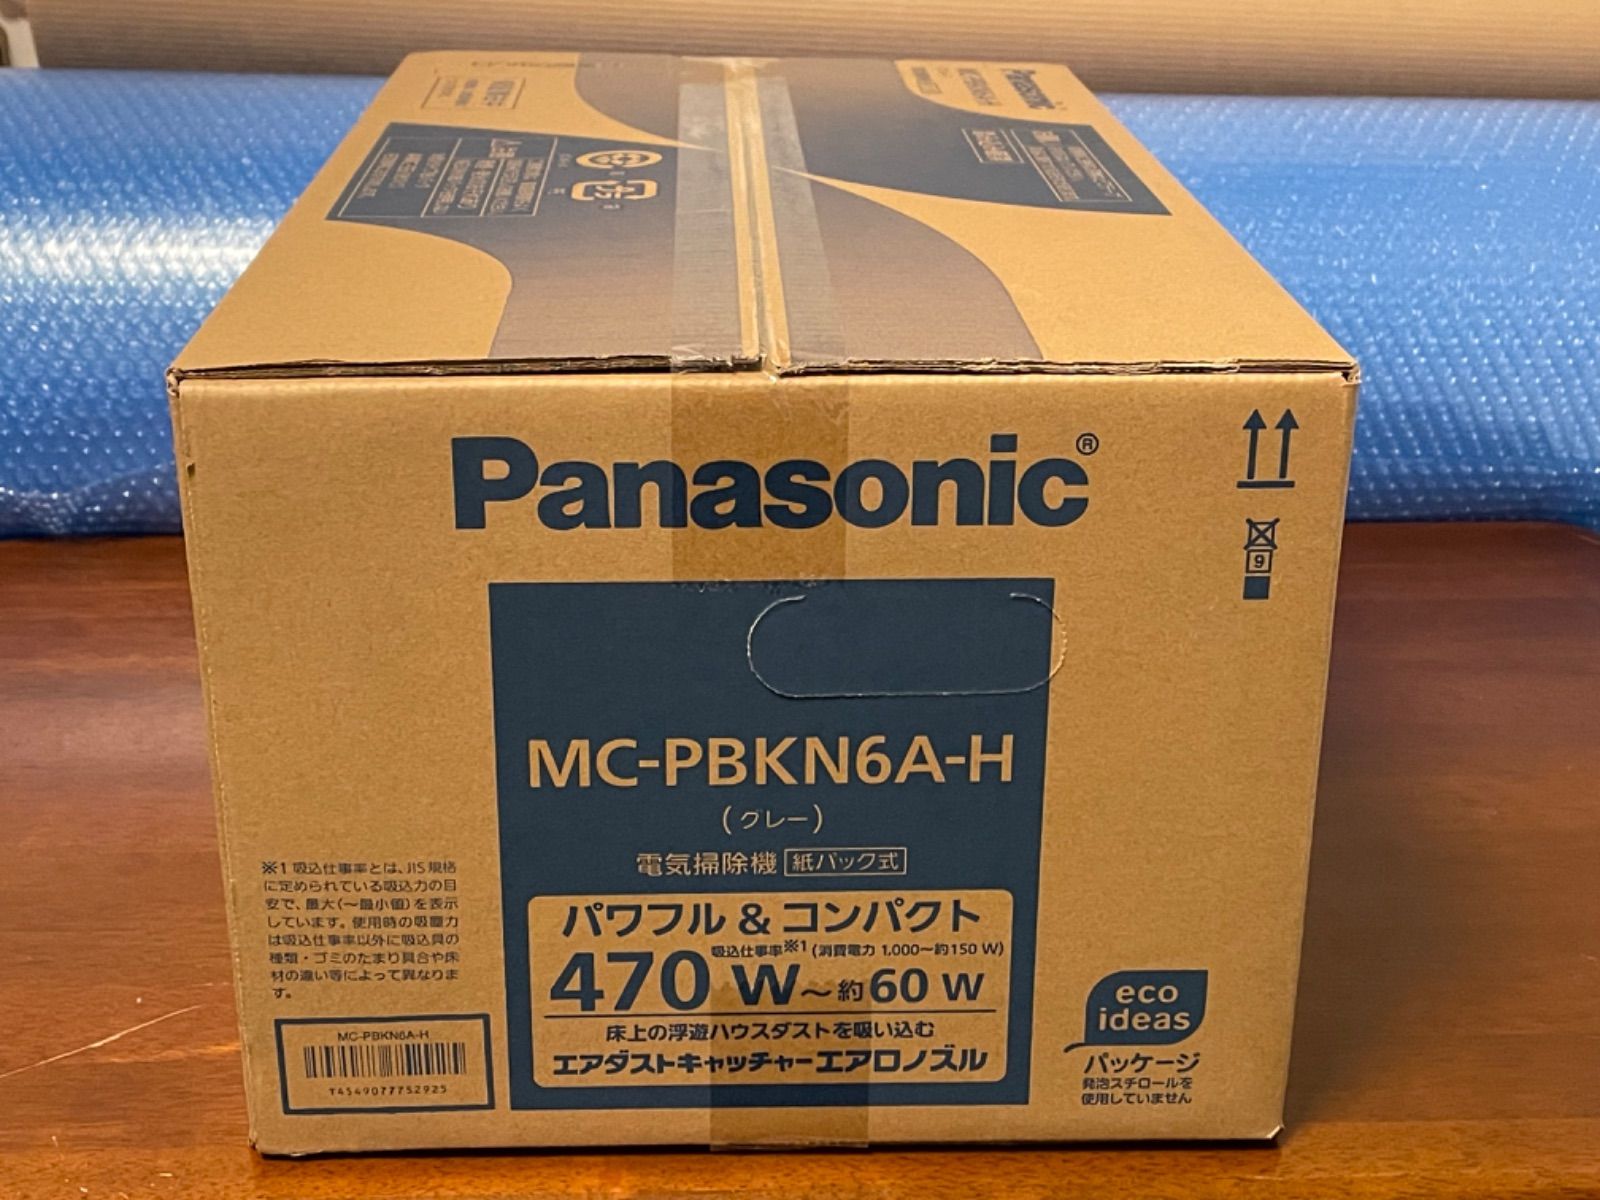 Panasonic
Panasonic®
9
MC-PBKN6A-H
(グレー)
電気掃除機 紙パック式
パワフル & コンパクト
吸込仕事率※1 (消費電力 1,000～約150 W)
470 W～約60 W
床上の浮遊ハウスダストを吸い込む
エアダストキャッチャーエアロノズル
※1 吸込仕事率とは、JIS規格
に定められている吸込力の目
安で、最大(～最小値)を表示
しています。使用時の吸塵力
は吸込仕事率以外に吸込具の
種類・ゴミのたまり具合や床
材の違い等によって異なりま
す。
MC-PBKN6A-H
T4549077752925
eco
ideas
パッケージ
発泡スチロールを
使用していません